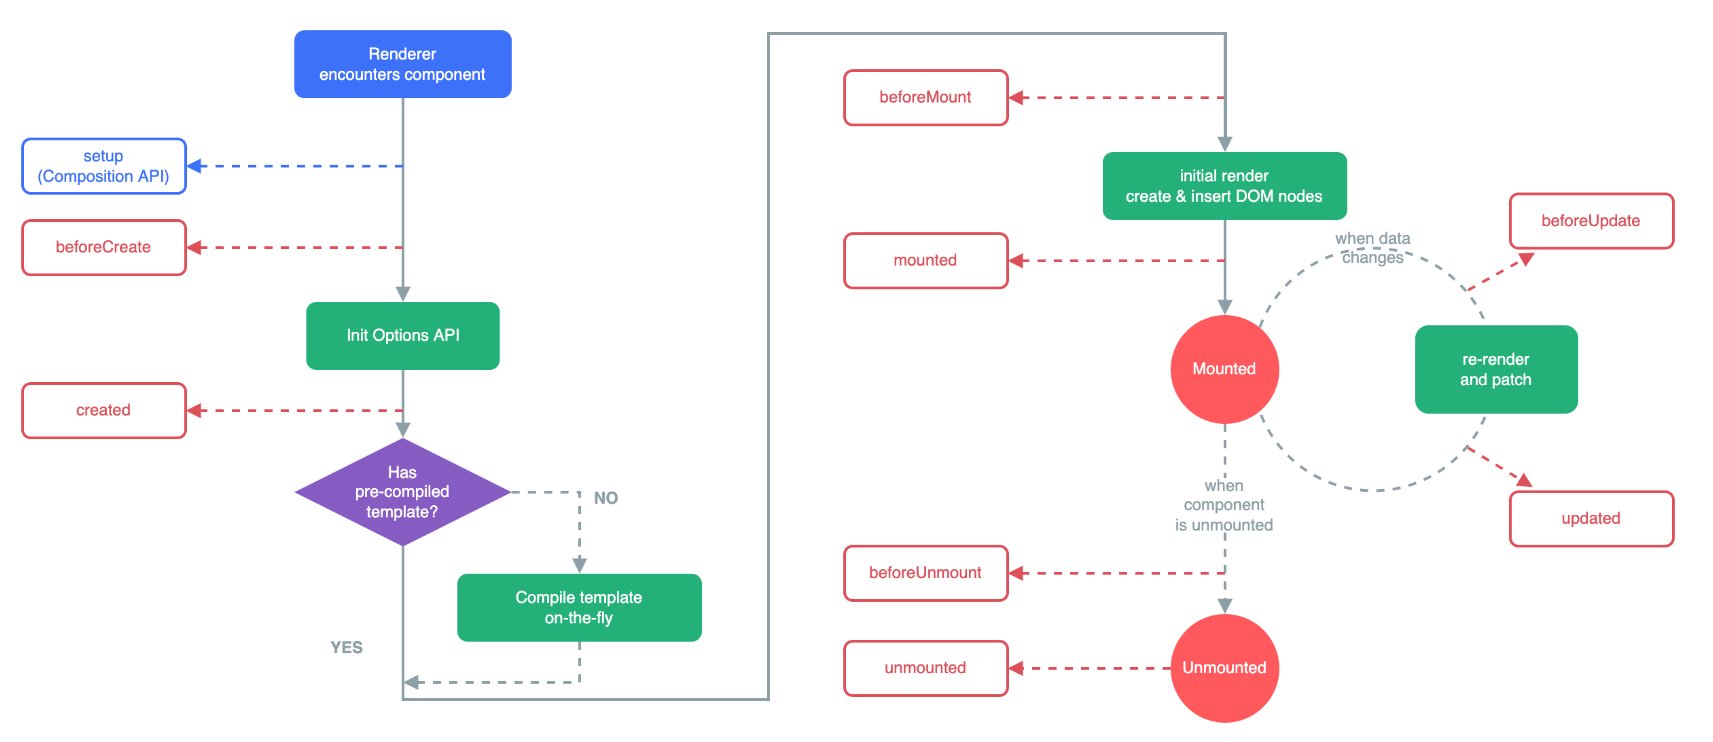 Renderer
encounters component
setup
(Composition API)
beforeCreate
Init Options API
created
Has
pre-compiled
template?
NO
Compile template
on-the-fly
YES
beforeMount
initial render
create & insert DOM nodes
mounted
Mounted
when data
changes
beforeUpdate
re-render
and patch
updated
when
component
is unmounted
beforeUnmount
unmounted
Unmounted